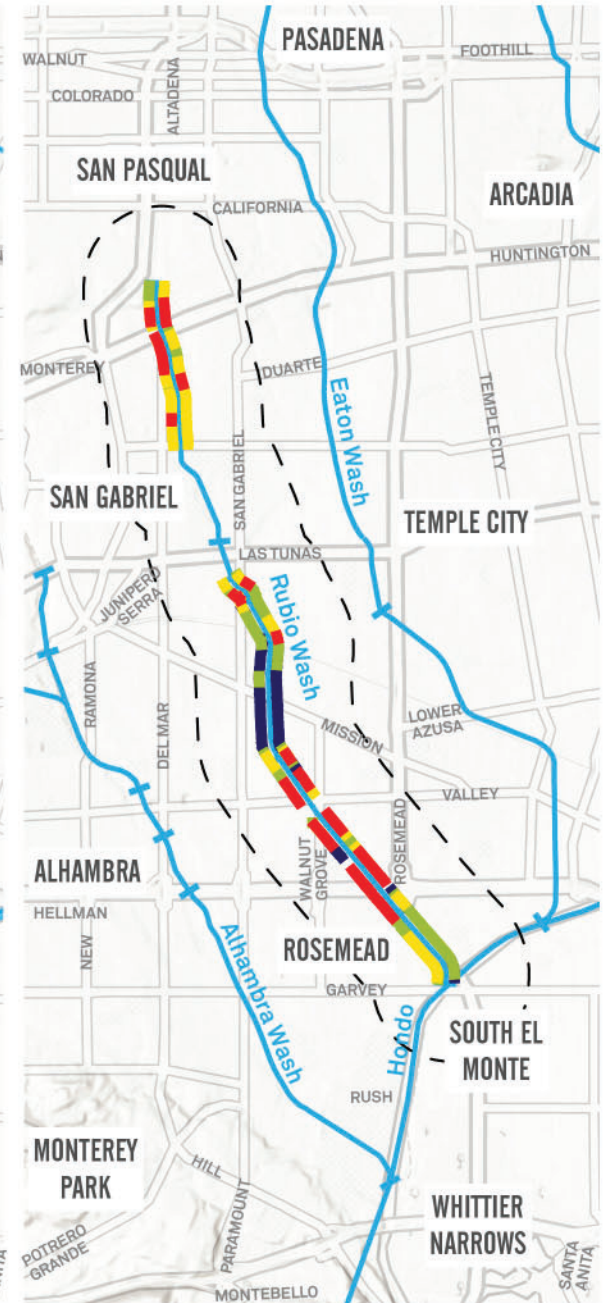 PASADENA
FOOTHILL
WALNUT
COLORADO
ALTADENA
SAN PASQUAL
ARCADIA
CALIFORNIA
HUNTINGTON
MONTEREY
DUARTE
TEMPLE CITY
Eaton Wash
SAN GABRIEL
SAN GABRIEL
TEMPLE CITY
LAS TUNAS
JUNIPERO
SERRA
Rubio Wash
RAMONA
DEL MAR
MISSION
LOWER
AZUSA
VALLEY
ROSEMEAD
WALNUT
GROVE
ALHAMBRA
HELLMAN
NEW
ROSEMEAD
GARVEY
Alhambra Wash
Hondo
SOUTH EL
MONTE
RUSH
MONTEREY
PARK
HILL
PARAMOUNT
WHITTIER
NARROWS
POTRERO
GRANDE
SANTA
ANITA
MONTEBELLO